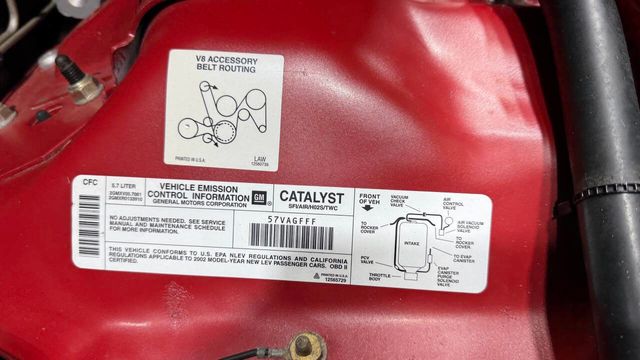 V8 ACCESSORY
BELT ROUTING
PRINTED IN U.S.A.
LAW
12560739
CFC
5.7 LITER
VEHICLE EMISSION
CONTROL INFORMATION
GENERAL MOTORS CORPORATION
GM
CATALYST
SFI/AIR/HO2S/TWC
57VAGFFF
NO ADJUSTMENTS NEEDED. SEE SERVICE
MANUAL AND MAINTENANCE SCHEDULE
FOR MORE INFORMATION.
THIS VEHICLE CONFORMS TO U.S. EPA NLEV REGULATIONS AND CALIFORNIA
REGULATIONS APPLICABLE TO 2002 MODEL-YEAR NEW LEV PASSENGER CARS. OBD II
CERTIFIED.
PRINTED IN U.S.A.
12565729
FRONT
OF VEH
VACUUM
CHECK
VALVE
AIR
CONTROL
VALVE
AIR VACUUM
SOLENOID
VALVE
TO
ROCKER
COVER
INTAKE
TO
ROCKER
COVER
TO EVAP
CANISTER
PCV
VALVE
THROTTLE
BODY
EVAP CANISTER
PURGE SOLENOID
VALVE